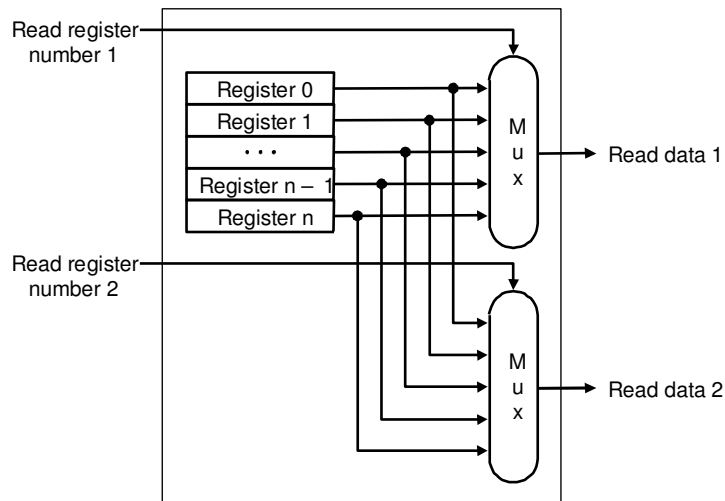 Read register
number 1
Register 0
Register 1
. . .
Register n – 1
Register n
M
u
x
Read data 1
Read register
number 2
M
u
x
Read data 2